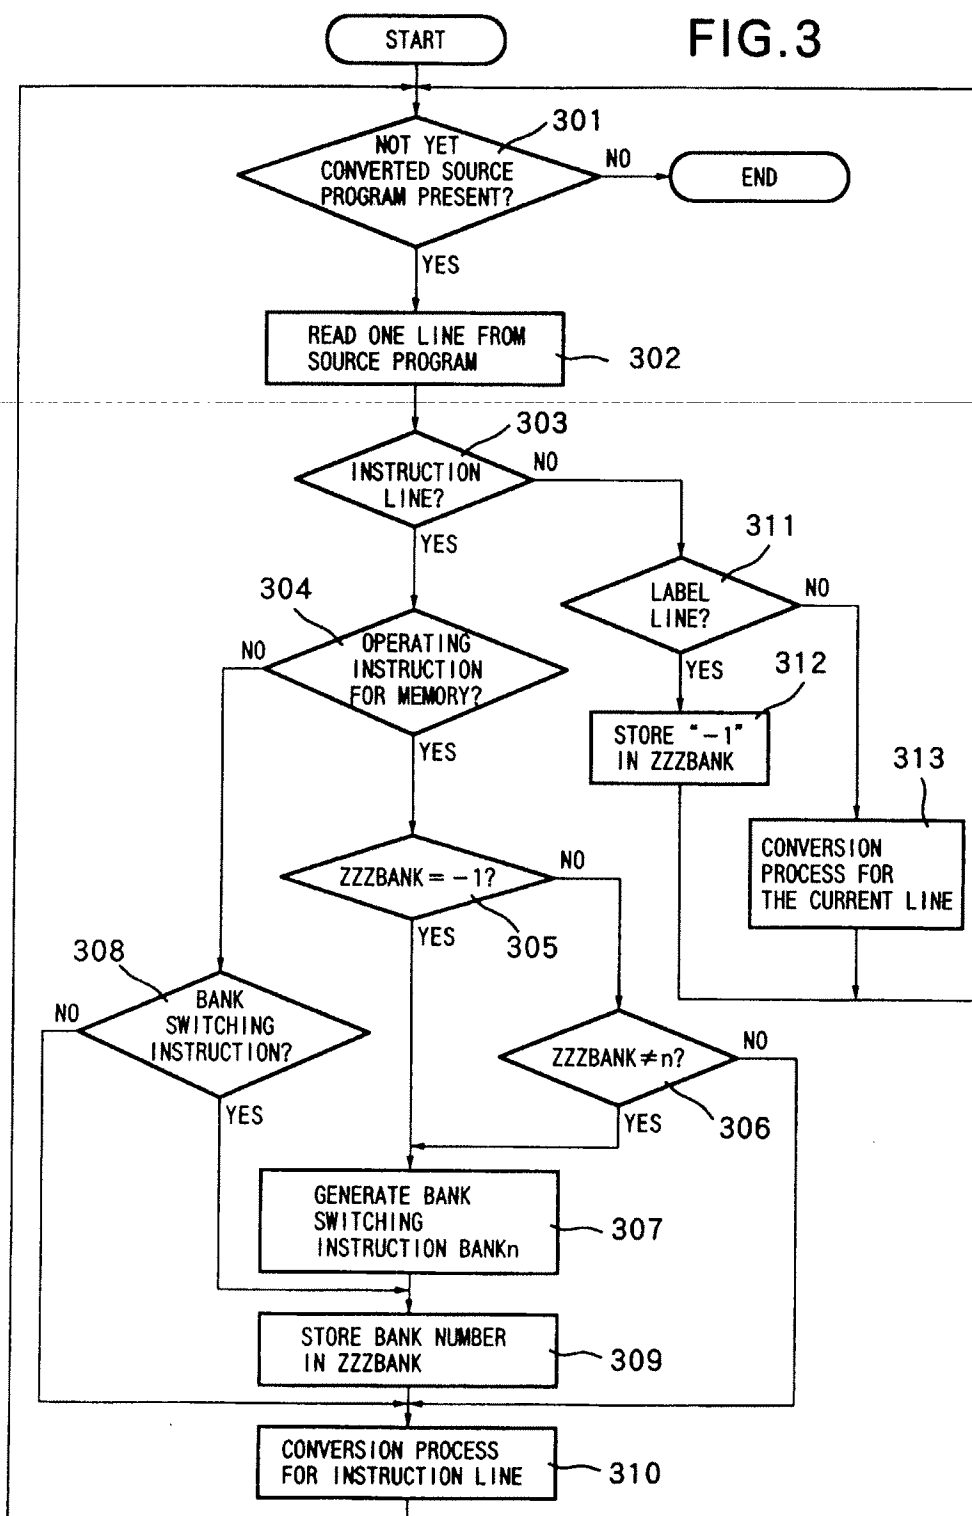 FIG.3
START
301
NOT YET
CONVERTED SOURCE
PROGRAM PRESENT?
NO
END
YES
READ ONE LINE FROM
SOURCE PROGRAM
302
303
INSTRUCTION
LINE?
NO
YES
311
LABEL
LINE?
NO
YES
304
OPERATING
INSTRUCTION
FOR MEMORY?
NO
YES
312
STORE "-1"
IN ZZZBANK
313
CONVERSION
PROCESS FOR
THE CURRENT LINE
ZZZBANK = -1?
NO
YES
305
308
BANK
SWITCHING
INSTRUCTION?
NO
YES
ZZZBANK≠n?
NO
YES
306
GENERATE BANK
SWITCHING
INSTRUCTION BANKn
307
STORE BANK NUMBER
IN ZZZBANK
309
CONVERSION PROCESS
FOR INSTRUCTION LINE
310